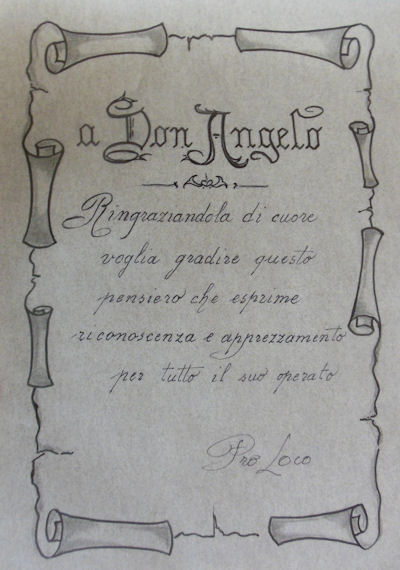 a Don Angelo
Ringraziandola di cuore
voglia gradire questo
pensiero che esprime
riconoscenza e apprezzamento
per tutto il suo operato
Pro Loco